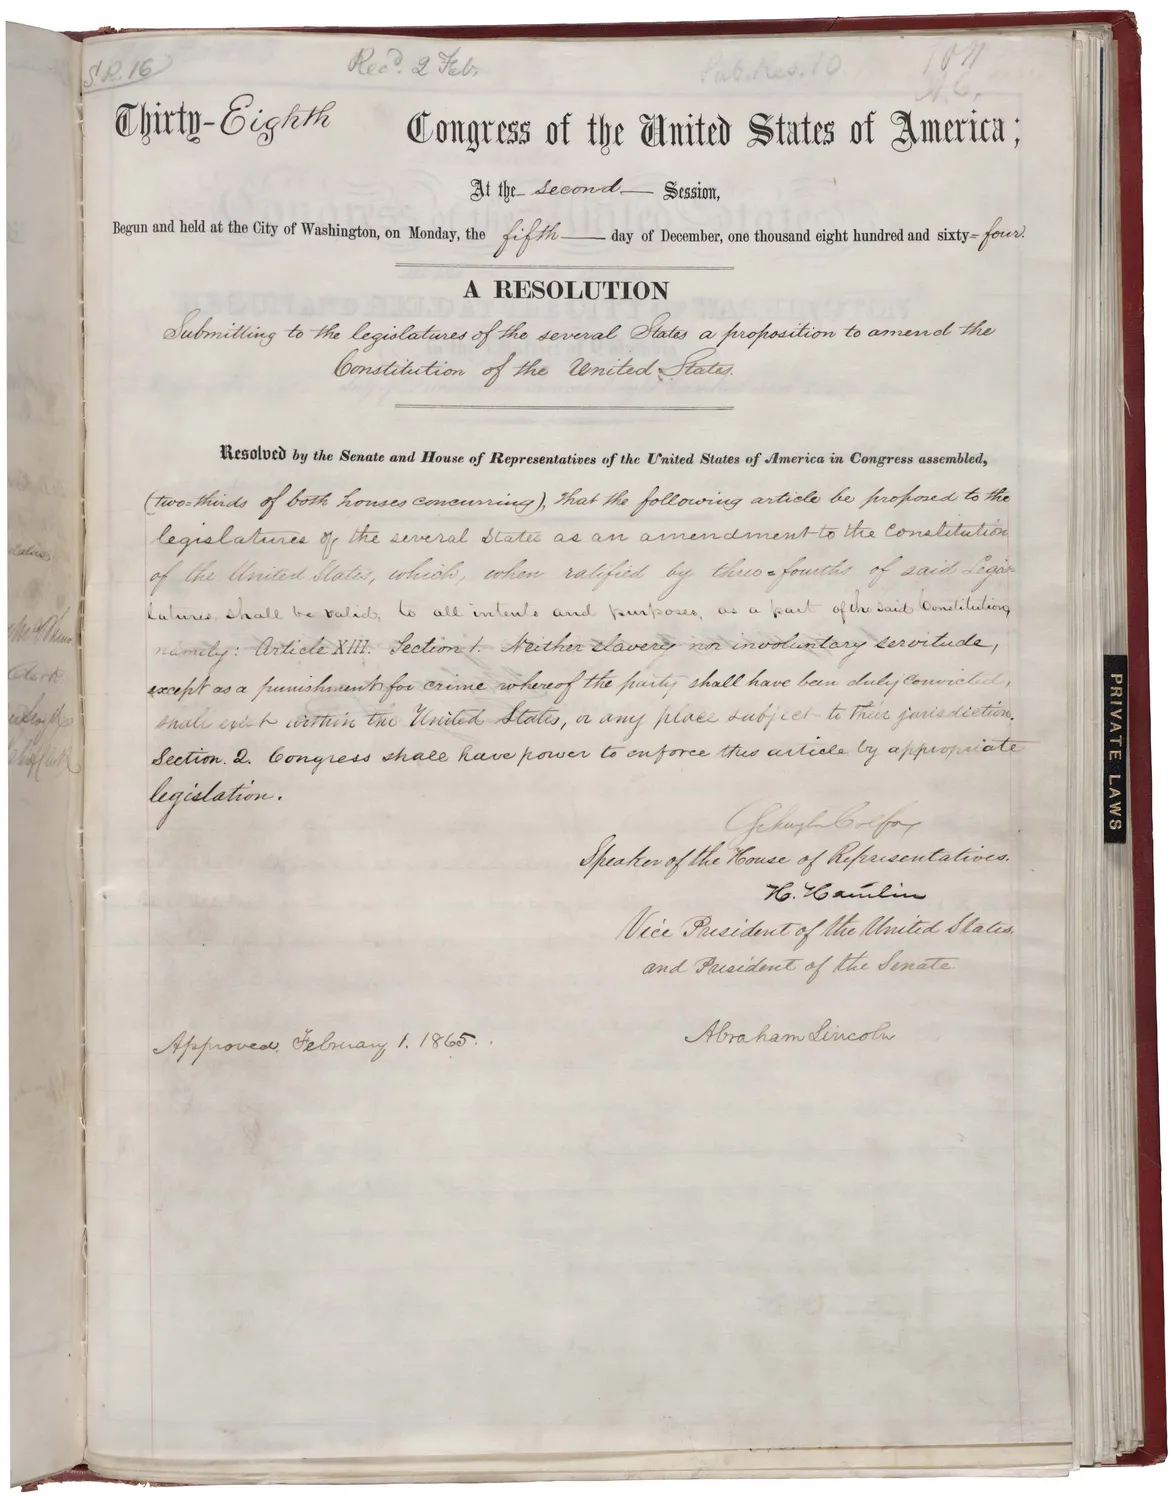 S.R. 16
Recd. 2 Feb.
Pub. Res. 10.
Thirty-Eighth Congress of the United States of America;
At the second Session,
Begun and held at the City of Washington, on Monday, the fifth day of December, one thousand eight hundred and sixty-four.
A RESOLUTION
Submitting to the legislatures of the several States a proposition to amend the
Constitution of the United States.
Resolved by the Senate and House of Representatives of the United States of America in Congress assembled,
(two-thirds of both houses concurring), that the following article be proposed to the
legislatures of the several States as an amendment to the Constitution
of the United States, which, when ratified by three-fourths of said Legis-
latures, shall be valid, to all intents and purposes, as a part of the said Constitution,
namely: Article XIII. Section 1. Neither slavery nor involuntary servitude,
except as a punishment for crime whereof the party shall have been duly convicted,
shall exist within the United States, or any place subject to their jurisdiction.
Section. 2. Congress shall have power to enforce this article by appropriate
legislation.
Schuyler Colfax
Speaker of the House of Representatives.
H. Hamlin
Vice President of the United States,
and President of the Senate
Approved, February 1. 1865.
Abraham Lincoln
PRIVATE LAWS